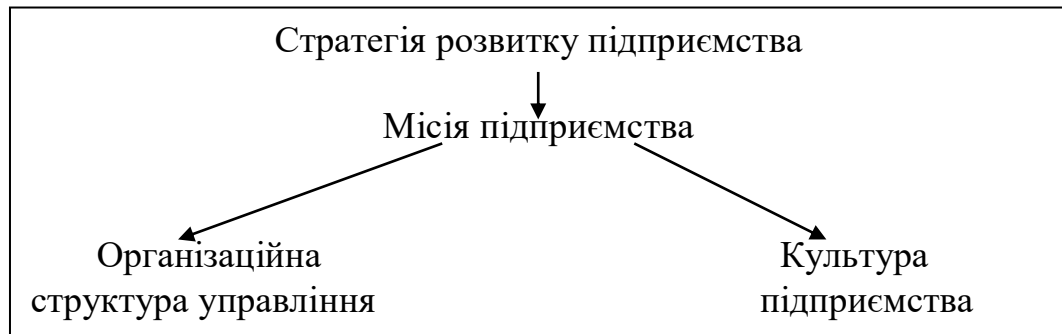 Стратегія розвитку підприємства
Місія підприємства
Організаційна
структура управління
Культура
підприємства